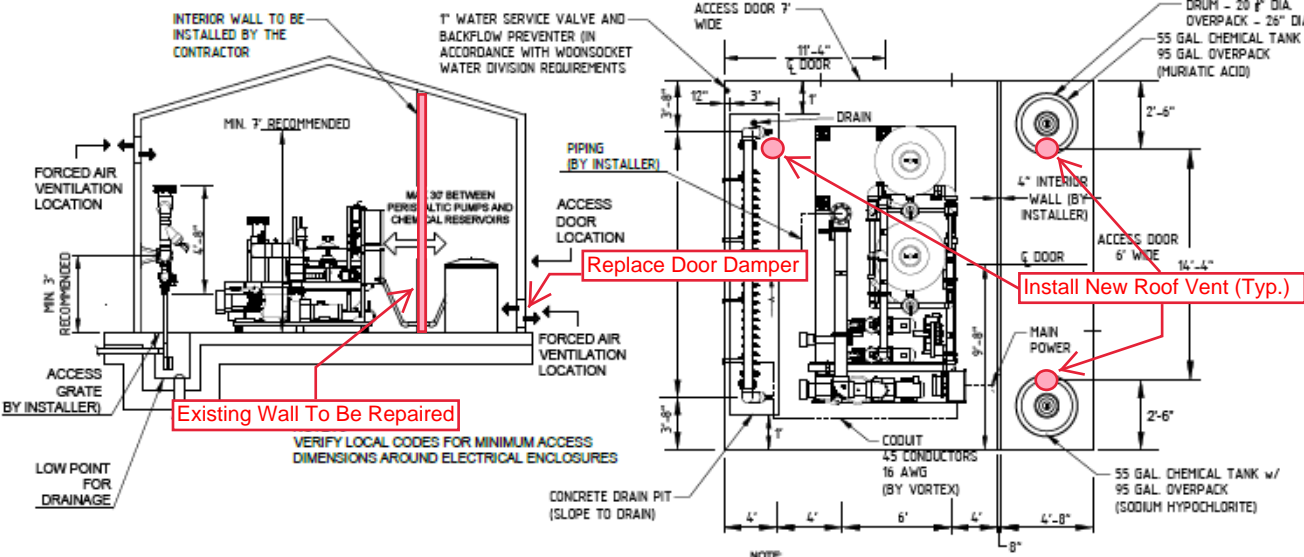 INTERIOR WALL TO BE
INSTALLED BY THE
CONTRACTOR
1" WATER SERVICE VALVE AND
BACKFLOW PREVENTER (IN
ACCORDANCE WITH WOONSOCKET
WATER DIVISION REQUIREMENTS
ACCESS DOOR 7'
WIDE
DRUM - 20 DIA.
OVERPACK - 26" DI
55 GAL. CHEMICAL TANK
95 GAL. OVERPACK
(MURIATIC ACID)
11'-4"
℄ DOOR
12"
3'
1'
3'-8"
2'-6"
MIN. 7' RECOMMENDED
DRAIN
FORCED AIR
VENTILATION
LOCATION
PIPING
(BY INSTALLER)
MAX 30' BETWEEN
PERISTALTIC PUMPS AND
CHEMICAL RESERVOIRS
4'-8"
ACCESS
DOOR
LOCATION
4" INTERIOR
WALL (BY
INSTALLER)
ACCESS DOOR
6' WIDE
℄ DOOR
14'-4"
Replace Door Damper
Install New Roof Vent (Typ.)
MIN. 3'
RECOMMENDED
FORCED AIR
VENTILATION
LOCATION
MAIN
POWER
9'-8"
ACCESS
GRATE
BY INSTALLER)
Existing Wall To Be Repaired
VERIFY LOCAL CODES FOR MINIMUM ACCESS
DIMENSIONS AROUND ELECTRICAL ENCLOSURES
3'-8"
1'
2'-6"
LOW POINT
FOR
DRAINAGE
CODUIT
45 CONDUCTORS
16 AWG
(BY VORTEX)
CONCRETE DRAIN PIT
(SLOPE TO DRAIN)
55 GAL. CHEMICAL TANK w/
95 GAL. OVERPACK
(SODIUM HYPOCHLORITE)
4'
4'
6'
4'
4'-8"
8"
NOTE